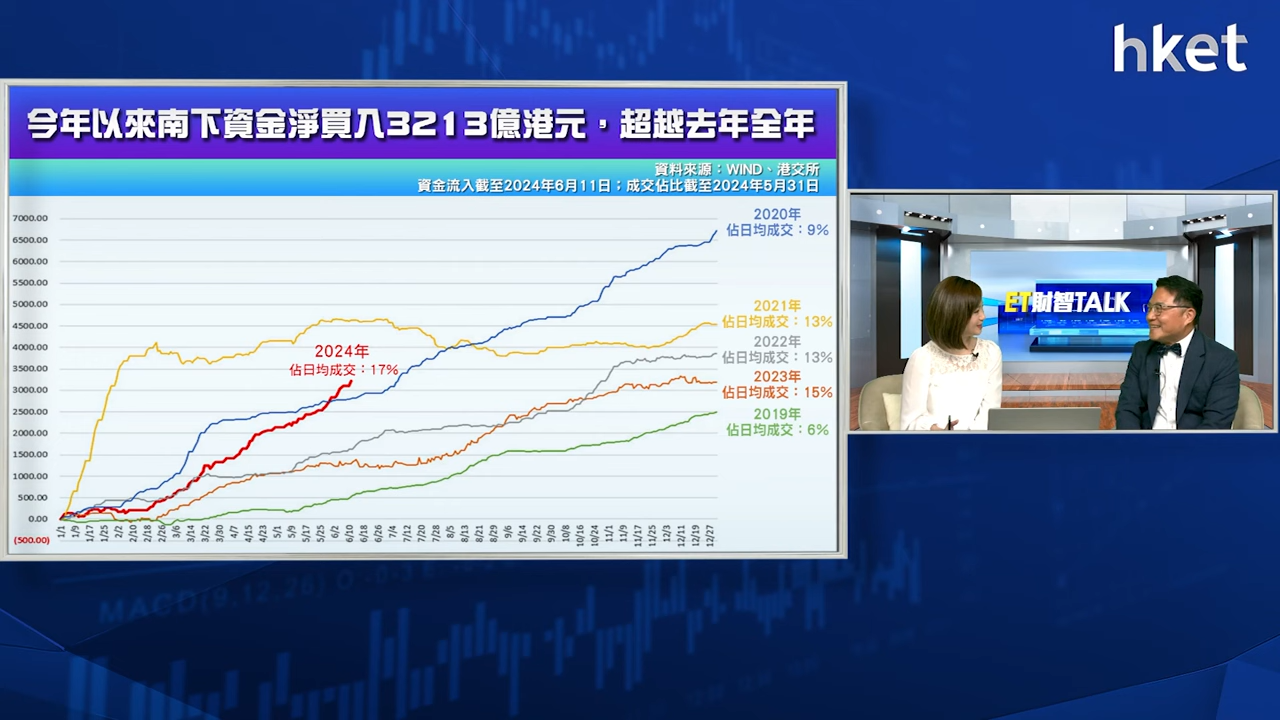 hket
今年以來南下資金淨買入3213億港元，超越去年全年
資料來源：WIND、港交所
資金流入截至2024年6月11日；成交佔比截至2024年5月31日
7000.00
6500.00
6000.00
5500.00
5000.00
4500.00
4000.00
3500.00
3000.00
2500.00
2000.00
1500.00
1000.00
500.00
0.00
(500.00)
2020年
佔日均成交：9%
2021年
佔日均成交：13%
2022年
佔日均成交：13%
2023年
佔日均成交：15%
2019年
佔日均成交：6%
2024年
佔日均成交：17%
1/1 1/9 1/17 1/25 2/2 2/10 2/18 2/26 3/6 3/14 3/22 3/30 4/7 4/15 4/23 5/1 5/9 5/17 5/25 6/2 6/10 6/18 6/26 7/4 7/12 7/20 7/28 8/5 8/13 8/21 8/29 9/6 9/14 9/22 9/30 10/8 10/16 10/24 11/1 11/9 11/17 11/25 12/3 12/11 12/19 12/27
ET財智TALK
MACD(9,12,26)